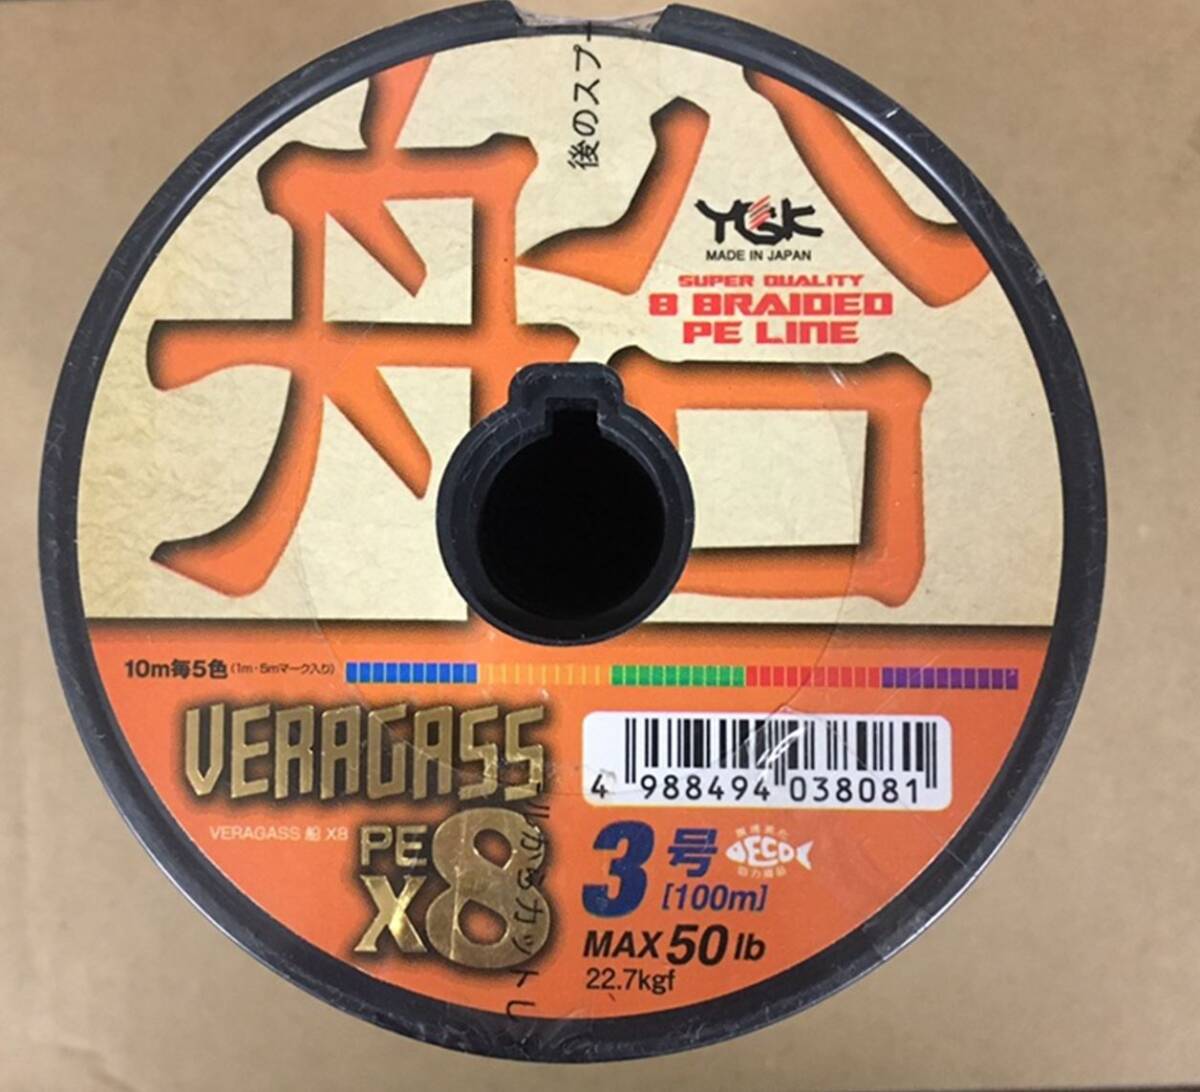 後のスプー
船
YGK
MADE IN JAPAN
SUPER QUALITY
8 BRAIDED
PE LINE
10m毎5色(1m・5mマーク入り)
VERAGASS
VERAGASS 船 X8
PE
X8
4 988494 038081
3号
[100m]
ECO
MAX 50 lb
22.7kgf